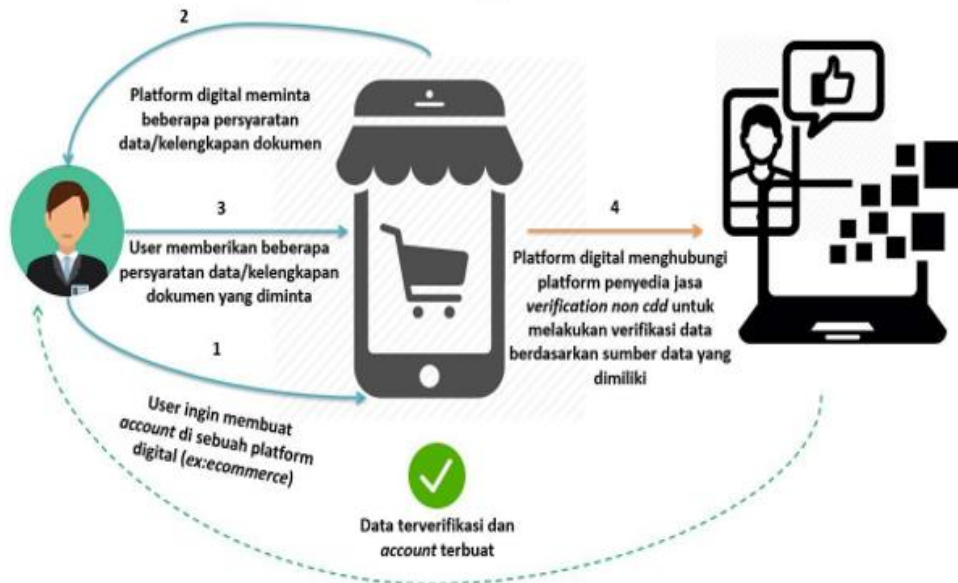 2
Platform digital meminta
beberapa persyaratan
data/kelengkapan dokumen
3
User memberikan beberapa
persyaratan data/kelengkapan
dokumen yang diminta
4
Platform digital menghubungi
platform penyedia jasa
verification non cdd untuk
melakukan verifikasi data
berdasarkan sumber data yang
dimiliki
1
User ingin membuat
account di sebuah platform
digital (ex:ecommerce)
Data terverifikasi dan
account terbuat